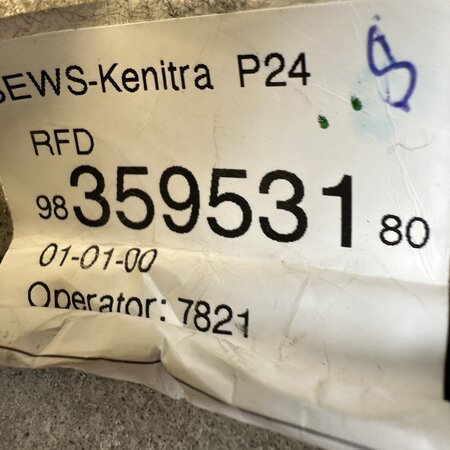 SEWS-Kenitra P24
RFD
98 359531 80
01-01-00
Operator: 7821